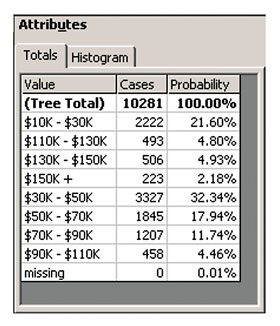 Attributes
Totals Histogram
Value Cases Probability
(Tree Total) 10281 100.00%
$10K - $30K 2222 21.60%
$110K - $130K 493 4.80%
$130K - $150K 506 4.93%
$150K + 223 2.18%
$30K - $50K 3327 32.34%
$50K - $70K 1845 17.94%
$70K - $90K 1207 11.74%
$90K - $110K 458 4.46%
missing 0 0.01%